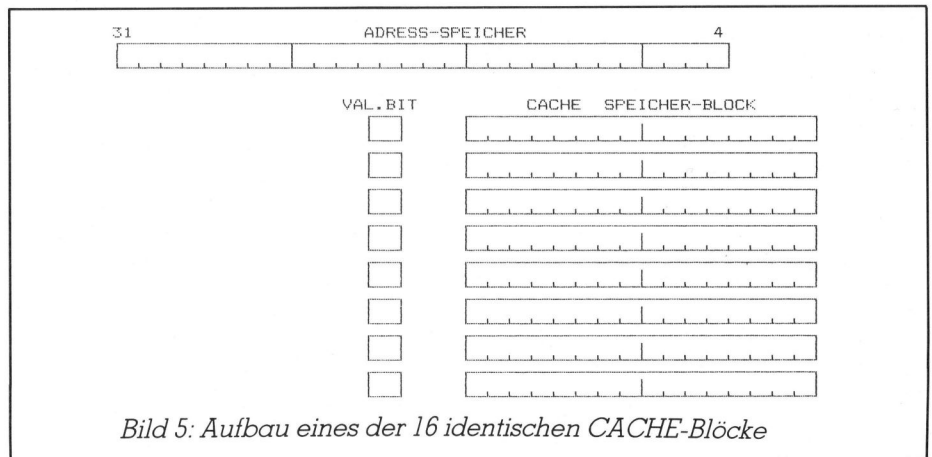 31 ADRESS-SPEICHER 4
VAL.BIT CACHE SPEICHER-BLOCK
Bild 5: Aufbau eines der 16 identischen CACHE-Blöcke